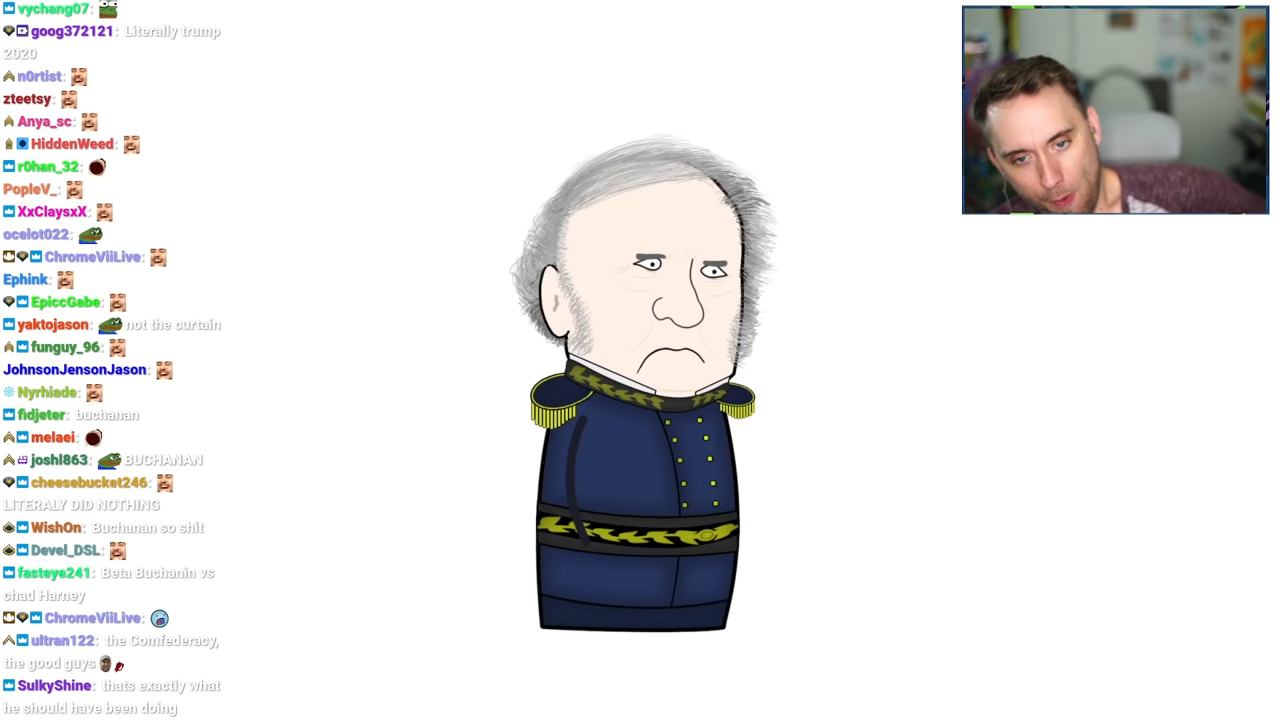 vychang07:
goog372121: Literally trump
2020
n0rtist:
zteetsy:
Anya_sc:
HiddenWeed:
r0han_32:
PopleV_:
XxClaysxX:
ocelot022:
ChromeViiLive:
Ephink:
EpiccGabe:
yaktojason: not the curtain
funguy_96:
JohnsonJensonJason:
Nyrhiade:
fidjeter: buchanan
melaei:
joshl863: BUCHANAN
cheesebucket246:
LITERALY DID NOTHING
WishOn: Buchanan so shit
Devel_DSL:
fasteye241: Beta Buchanin vs
chad Harney
ChromeViiLive:
ultran122: the Comfederacy,
the good guys
SulkyShine: thats exactly what
he should have been doing